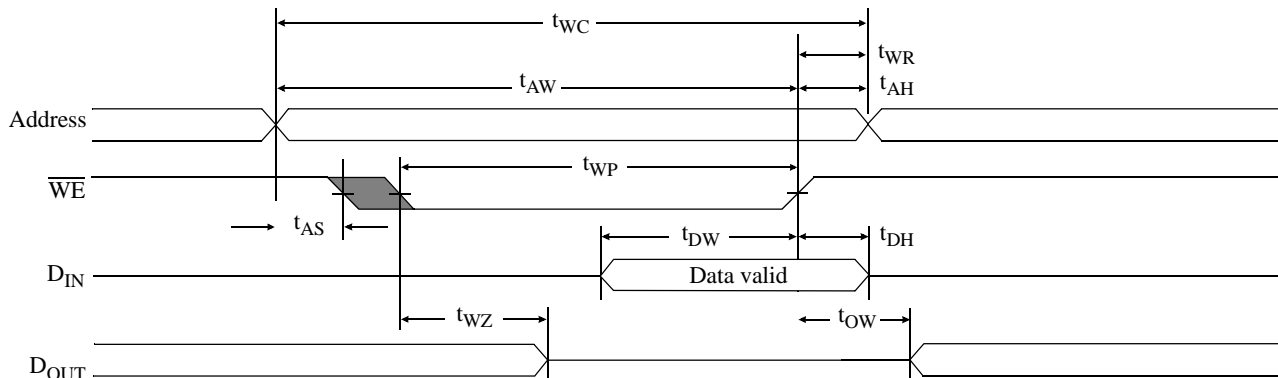 tWC
tWR
tAW
tAH
Address
tWP
WE
tAS
tDW
tDH
DIN
Data valid
tWZ
tOW
DOUT